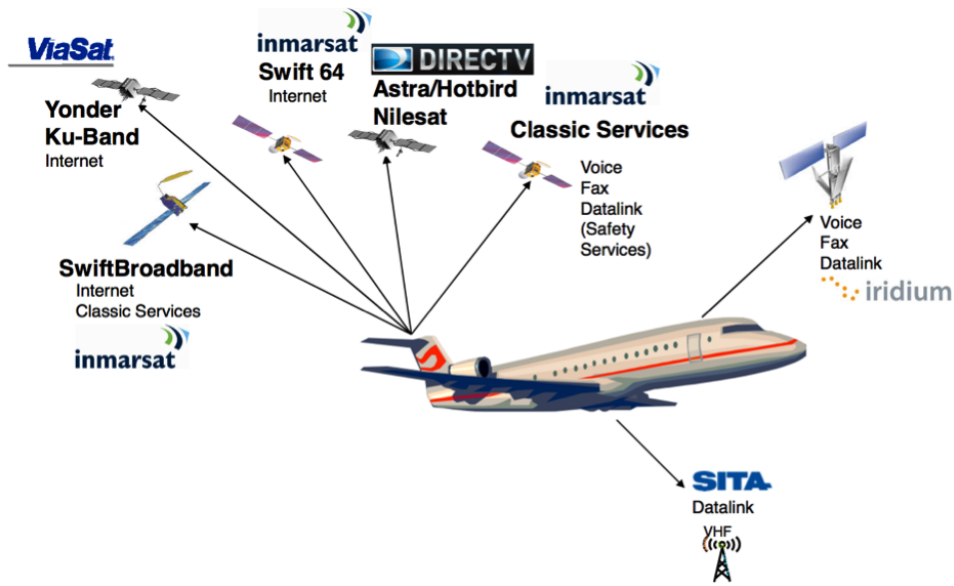 ViaSat
Yonder
Ku-Band
Internet
inmarsat
Swift 64
Internet
DIRECTV
Astra/Hotbird
Nilesat
inmarsat
Classic Services
Voice
Fax
Datalink
(Safety
Services)
Voice
Fax
Datalink
iridium
SwiftBroadband
Internet
Classic Services
inmarsat
SITA
Datalink
VHF